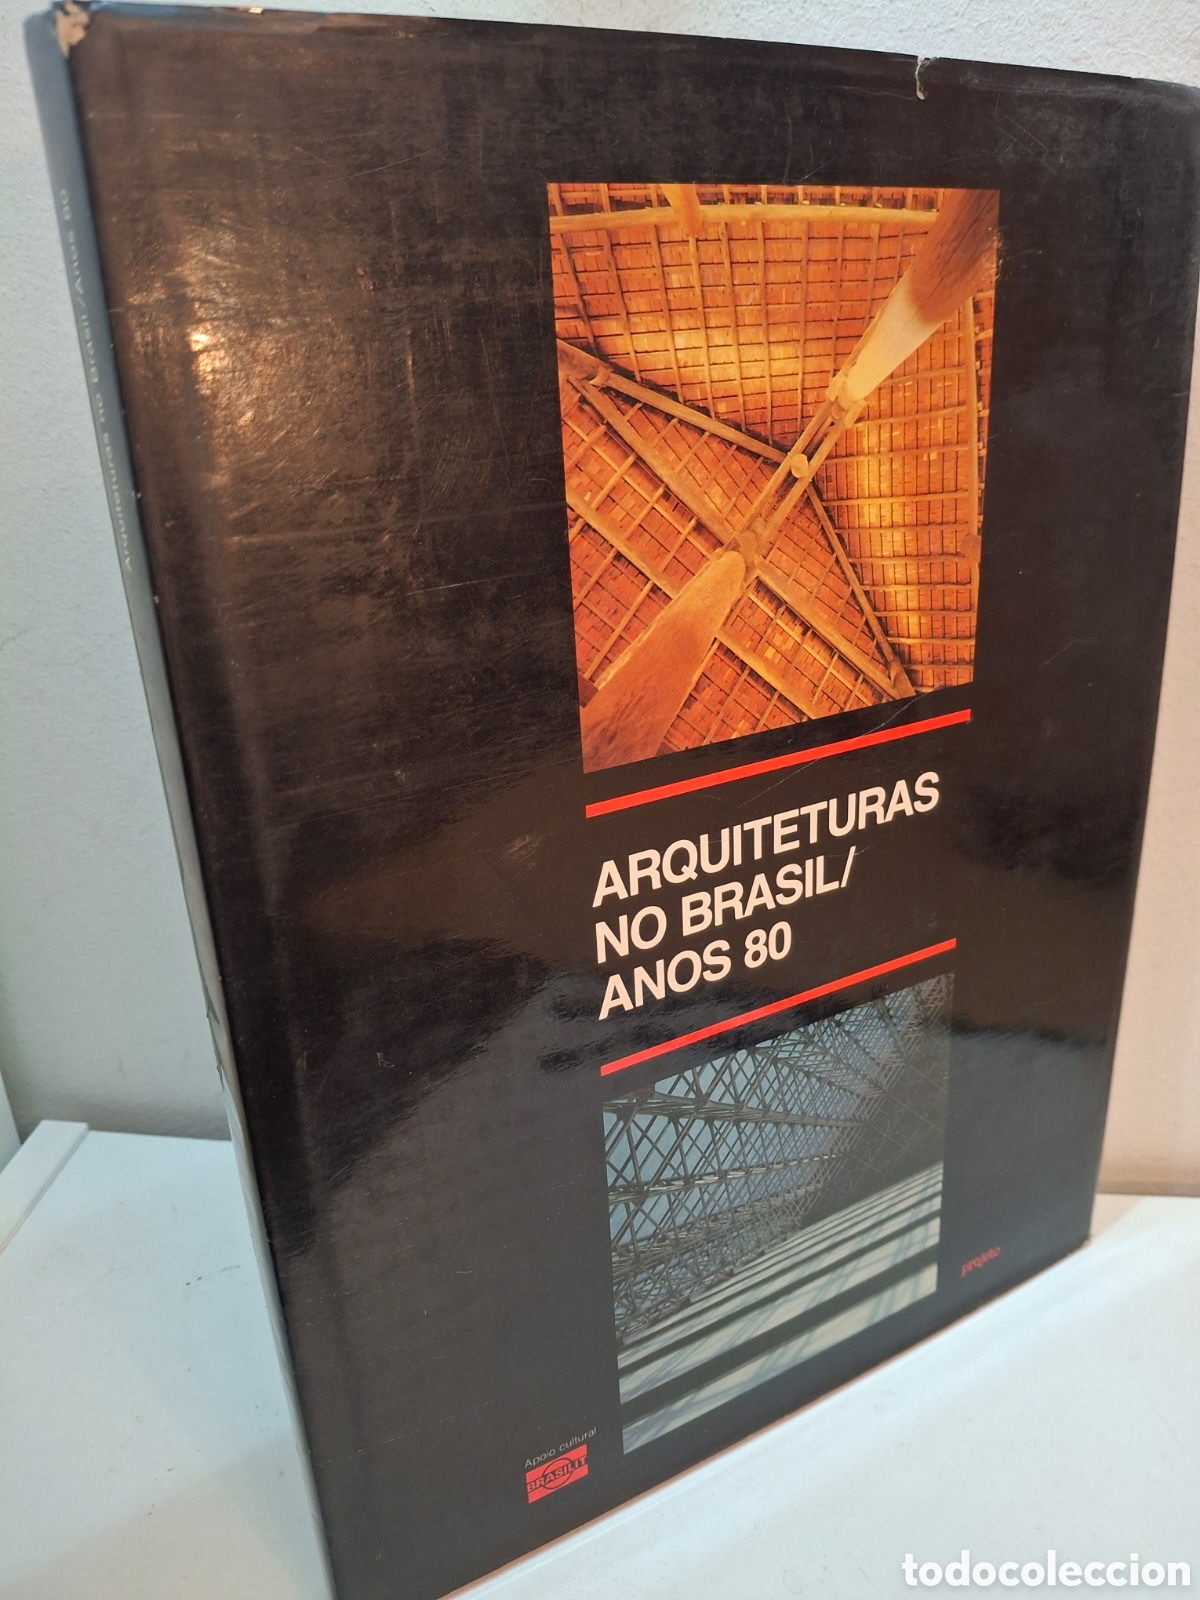 Arquiteturas no Brasil/Anos 80
ARQUITETURAS
NO BRASIL/
ANOS 80
projeto
Apoio cultural
BRASILIT
todocoleccion